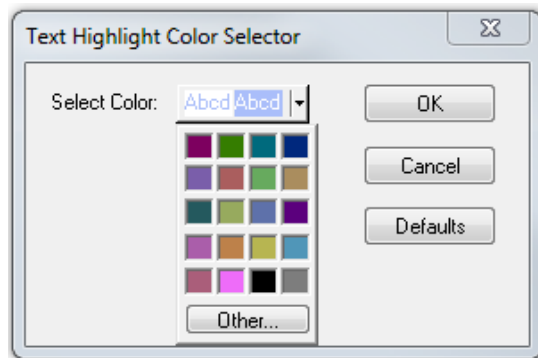 Text Highlight Color Selector
Select Color: Abcd Abcd
OK
Cancel
Defaults
Other...